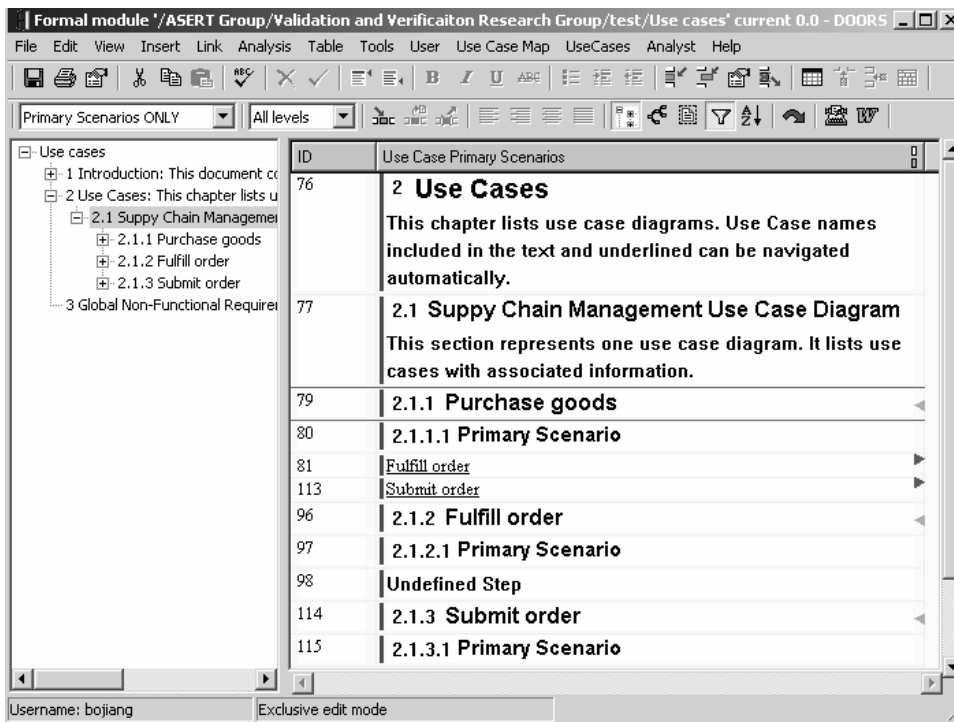 Formal module '/ASERT Group/Validation and Verificaiton Research Group/test/Use cases' current 0.0 - DOORS
File Edit View Insert Link Analysis Table Tools User Use Case Map UseCases Analyst Help
Primary Scenarios ONLY All levels
Use cases
1 Introduction: This document co
2 Use Cases: This chapter lists u
2.1 Suppy Chain Managemen
2.1.1 Purchase goods
2.1.2 Fulfill order
2.1.3 Submit order
3 Global Non-Functional Requirer
ID Use Case Primary Scenarios
76 2 Use Cases
This chapter lists use case diagrams. Use Case names
included in the text and underlined can be navigated
automatically.
77 2.1 Suppy Chain Management Use Case Diagram
This section represents one use case diagram. It lists use
cases with associated information.
79 2.1.1 Purchase goods
80 2.1.1.1 Primary Scenario
81 Fulfill order
113 Submit order
96 2.1.2 Fulfill order
97 2.1.2.1 Primary Scenario
98 Undefined Step
114 2.1.3 Submit order
115 2.1.3.1 Primary Scenario
Username: bojiang Exclusive edit mode